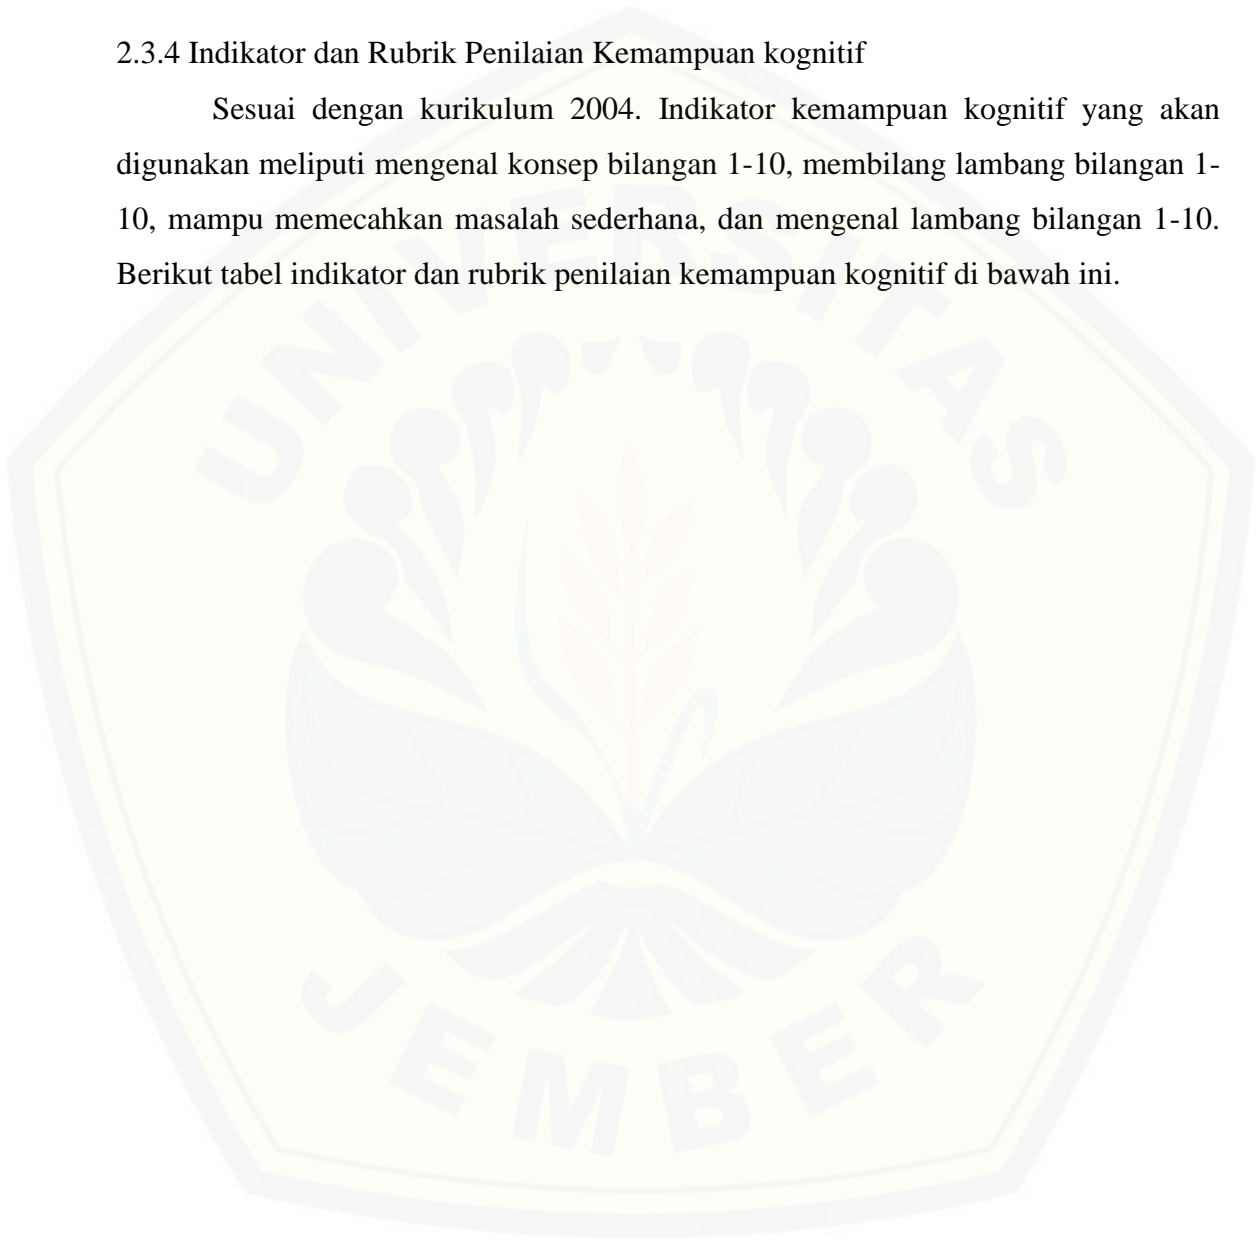 2.3.4 Indikator dan Rubrik Penilaian Kemampuan kognitif
Sesuai dengan kurikulum 2004. Indikator kemampuan kognitif yang akan
digunakan meliputi mengenal konsep bilangan 1-10, membilang lambang bilangan 1-
10, mampu memecahkan masalah sederhana, dan mengenal lambang bilangan 1-10.
Berikut tabel indikator dan rubrik penilaian kemampuan kognitif di bawah ini.
UNIVERSITAS
JEMBER